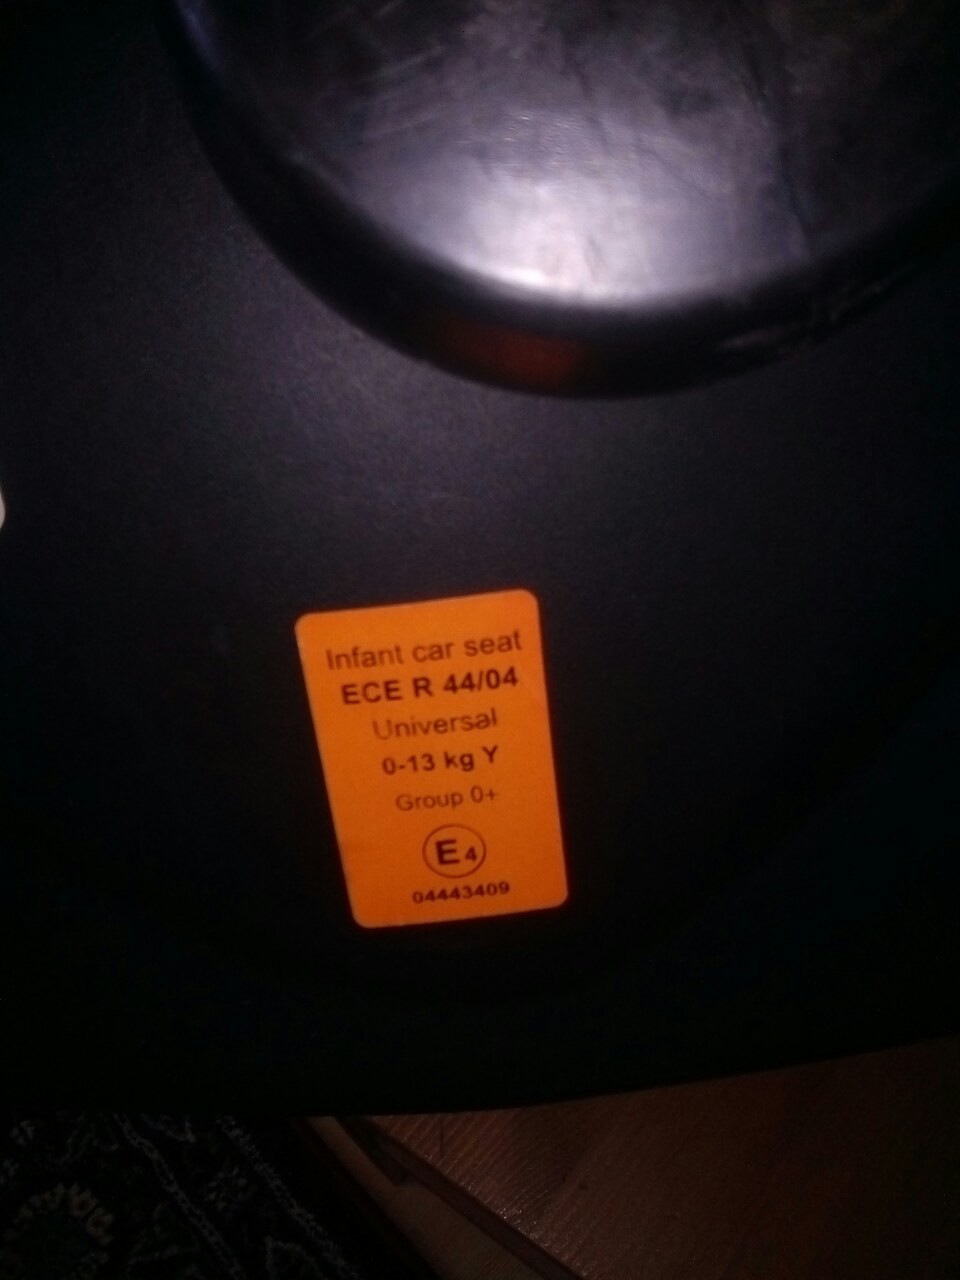 Infant car seat
ECE R 44/04
Universal
0-13 kg Y
Group 0+
E4
04443409